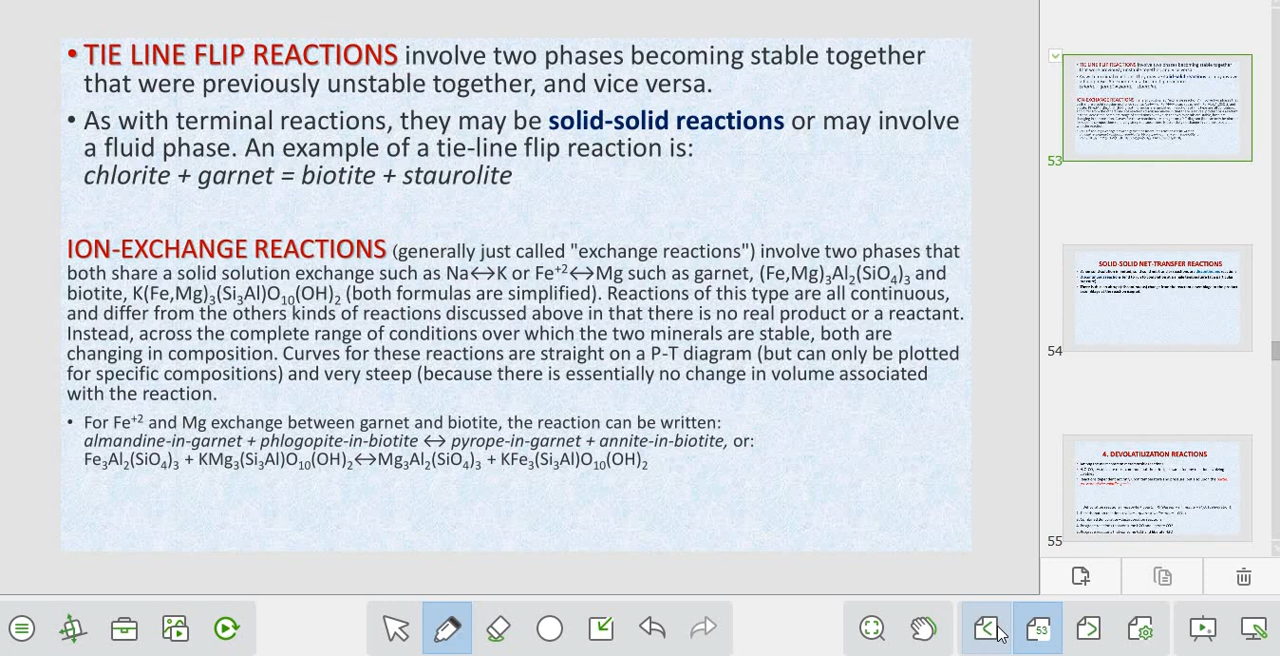 • TIE LINE FLIP REACTIONS involve two phases becoming stable together
that were previously unstable together, and vice versa.
• As with terminal reactions, they may be solid-solid reactions or may involve
a fluid phase. An example of a tie-line flip reaction is:
chlorite + garnet = biotite + staurolite
ION-EXCHANGE REACTIONS (generally just called "exchange reactions") involve two phases that
both share a solid solution exchange such as Na↔K or Fe⁺²↔Mg such as garnet, (Fe,Mg)₃Al₂(SiO₄)₃ and
biotite, K(Fe,Mg)₃(Si₃Al)O₁₀(OH)₂ (both formulas are simplified). Reactions of this type are all continuous,
and differ from the others kinds of reactions discussed above in that there is no real product or a reactant.
Instead, across the complete range of conditions over which the two minerals are stable, both are
changing in composition. Curves for these reactions are straight on a P-T diagram (but can only be plotted
for specific compositions) and very steep (because there is essentially no change in volume associated
with the reaction.
• For Fe⁺² and Mg exchange between garnet and biotite, the reaction can be written:
almandine-in-garnet + phlogopite-in-biotite ↔ pyrope-in-garnet + annite-in-biotite, or:
Fe₃Al₂(SiO₄)₃ + KMg₃(Si₃Al)O₁₀(OH)₂↔Mg₃Al₂(SiO₄)₃ + KFe₃(Si₃Al)O₁₀(OH)₂
53
SOLID-SOLID NET-TRANSFER REACTIONS
54
4. DEVOLATILIZATION REACTIONS
55
53